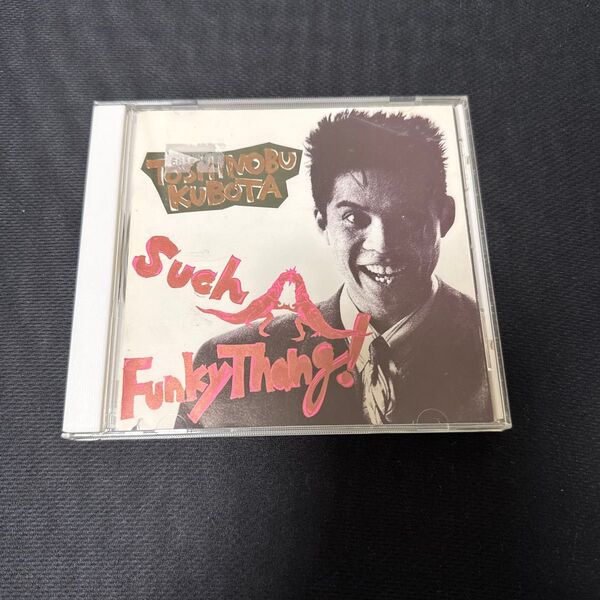 TOSHINOBU
KUBOTA
Such A
Funky Thang!